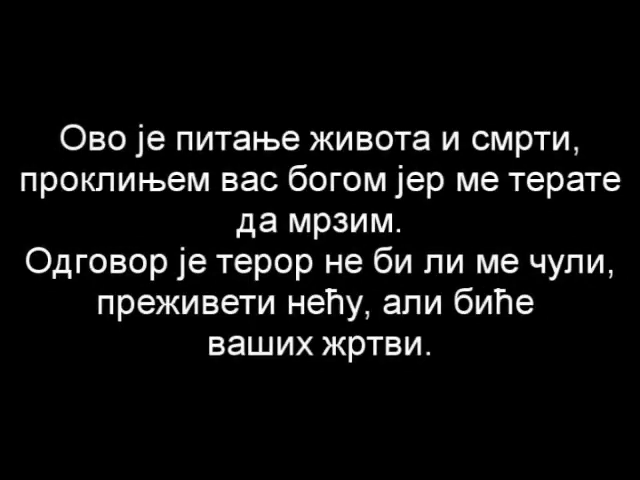 Ово је питање живота и смрти,
проклињем вас богом јер ме терате
да мрзим.
Одговор је терор не би ли ме чули,
преживети нећу, али биће
ваших жртви.